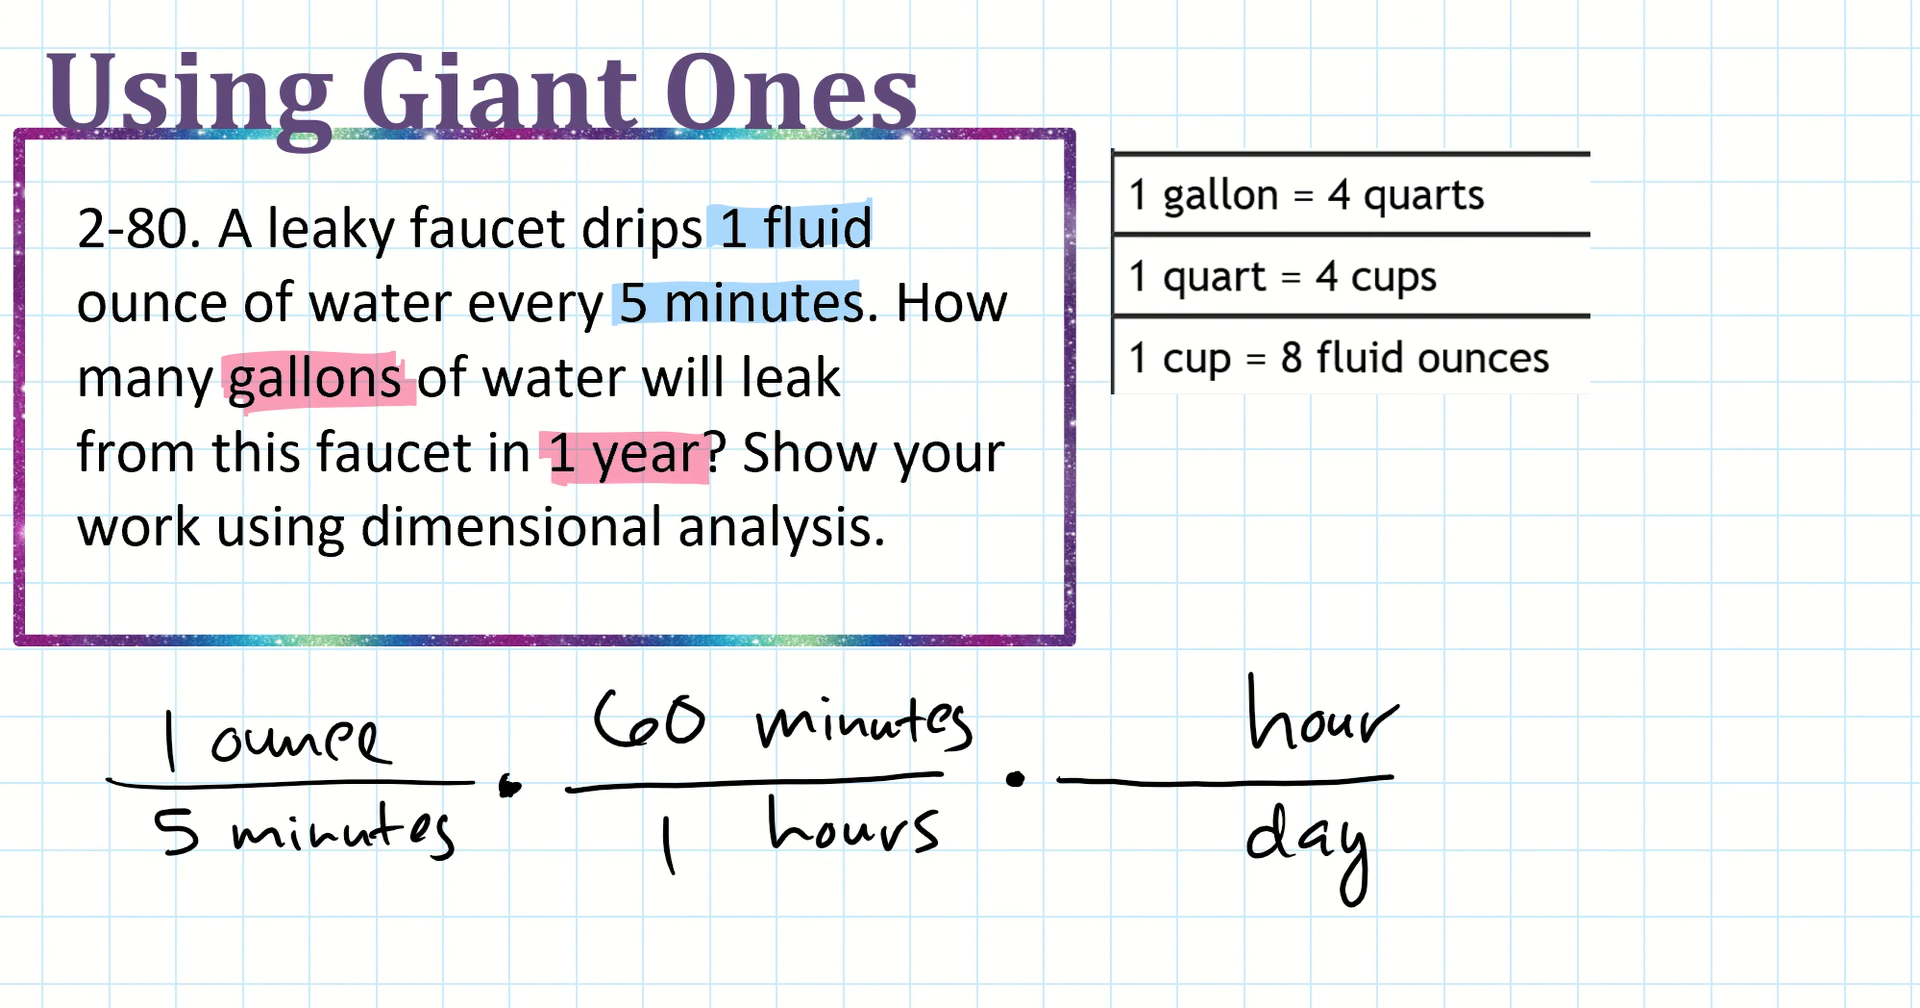 Using Giant Ones
2-80. A leaky faucet drips 1 fluid
ounce of water every 5 minutes. How
many gallons of water will leak
from this faucet in 1 year? Show your
work using dimensional analysis.
1 gallon = 4 quarts
1 quart = 4 cups
1 cup = 8 fluid ounces
1 ounce
5 minutes
·
60 minutes
1 hours
·
hour
day